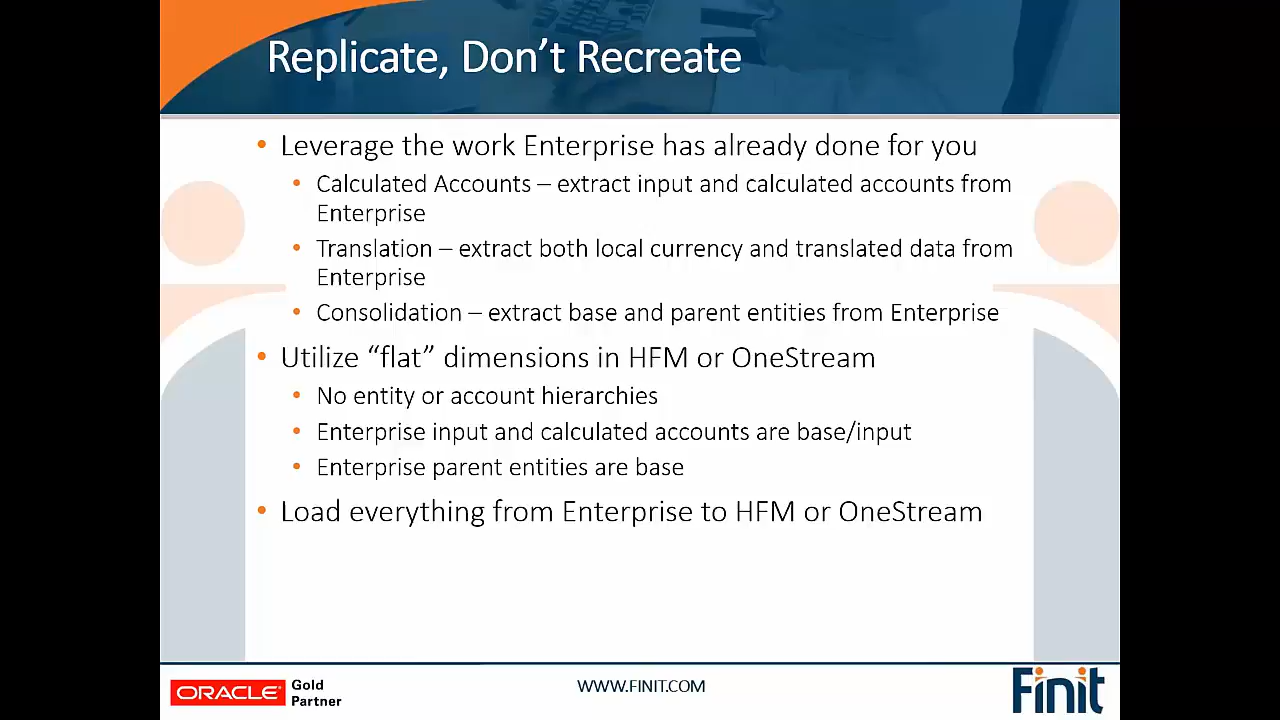 Replicate, Don’t Recreate
• Leverage the work Enterprise has already done for you
• Calculated Accounts – extract input and calculated accounts from
Enterprise
• Translation – extract both local currency and translated data from
Enterprise
• Consolidation – extract base and parent entities from Enterprise
• Utilize “flat” dimensions in HFM or OneStream
• No entity or account hierarchies
• Enterprise input and calculated accounts are base/input
• Enterprise parent entities are base
• Load everything from Enterprise to HFM or OneStream
ORACLE Gold
Partner
WWW.FINIT.COM
Finit